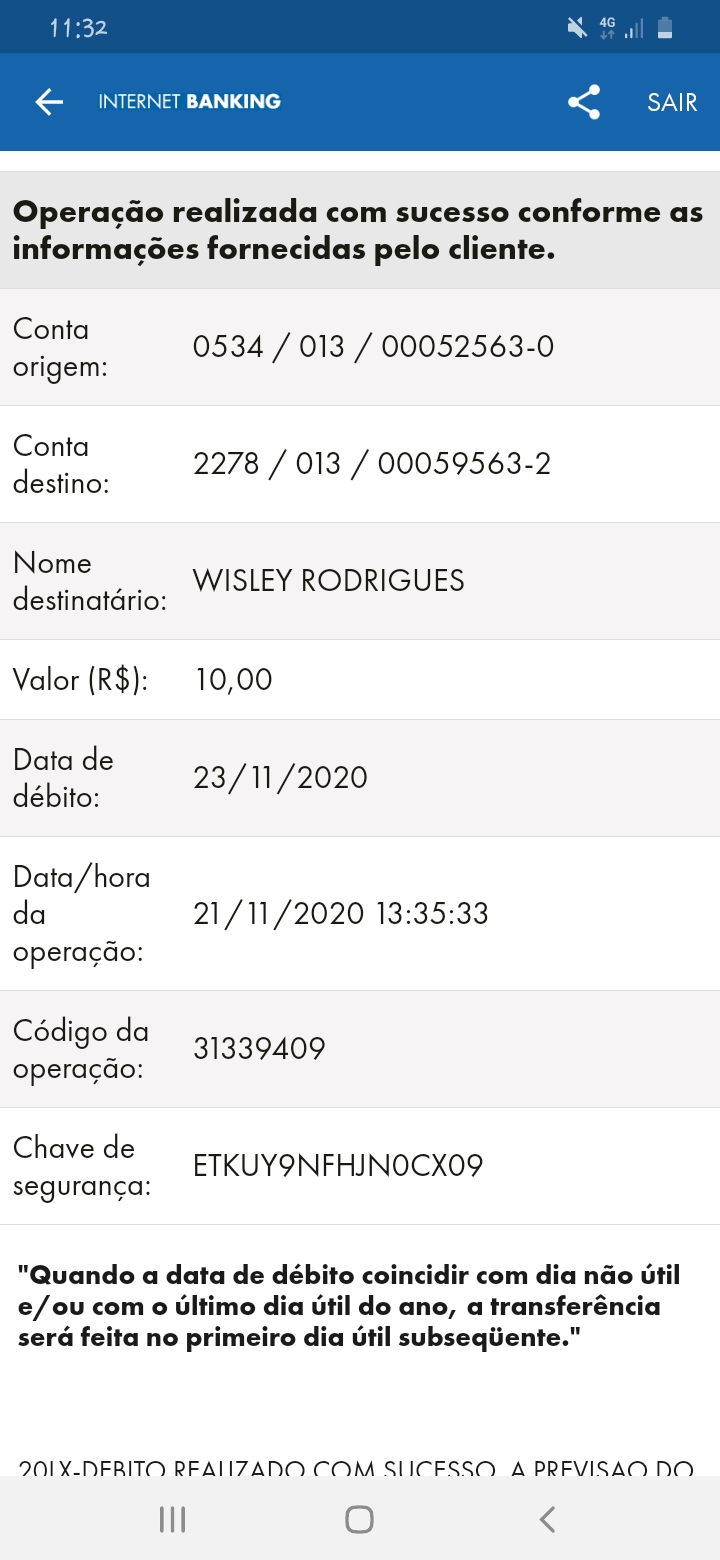 11:32
4G
INTERNET BANKING
SAIR
Operação realizada com sucesso conforme as
informações fornecidas pelo cliente.
Conta
origem:
0534 / 013 / 00052563-0
Conta
destino:
2278 / 013 / 00059563-2
Nome
destinatário:
WISLEY RODRIGUES
Valor (R$):
10,00
Data de
débito:
23/11/2020
Data/hora
da
operação:
21/11/2020 13:35:33
Código da
operação:
31339409
Chave de
segurança:
ETKUY9NFHJN0CX09
"Quando a data de débito coincidir com dia não útil
e/ou com o último dia útil do ano, a transferência
será feita no primeiro dia útil subseqüente."
20LX-DEBITO REALIZADO COM SUCESSO. A PREVISAO DO